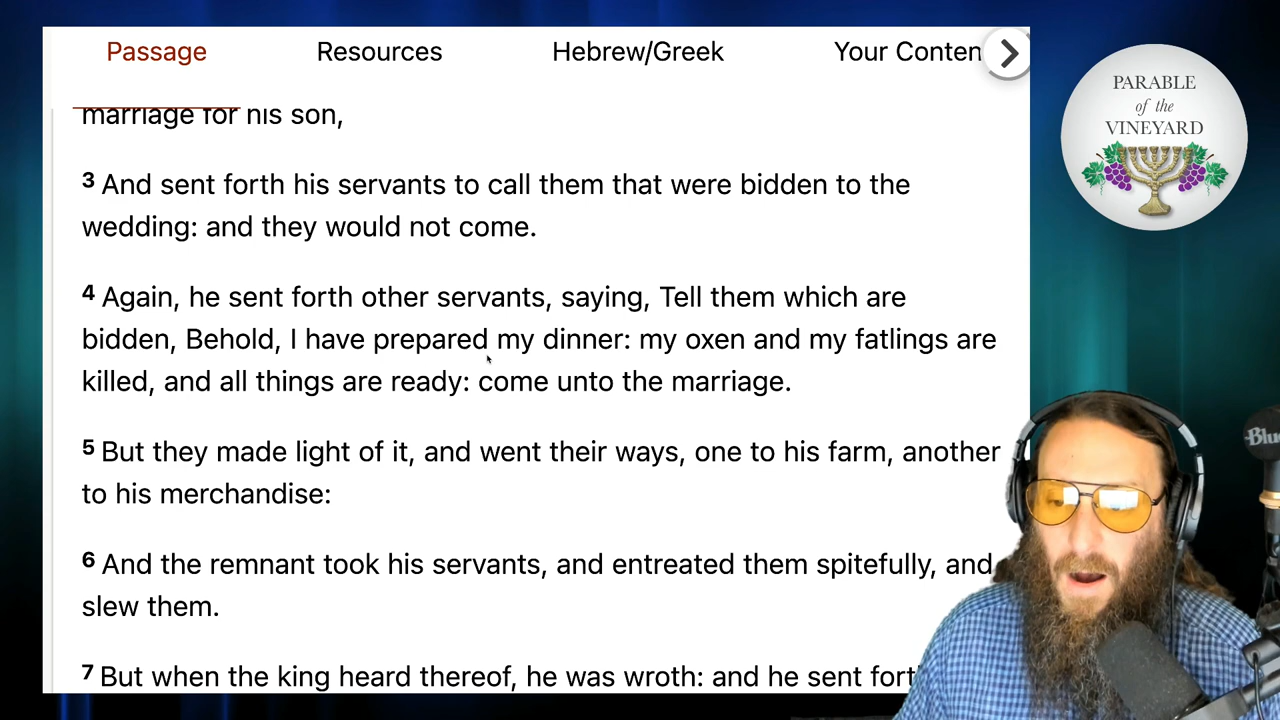 Passage Resources Hebrew/Greek Your Conten
marriage for his son,
3 And sent forth his servants to call them that were bidden to the
wedding: and they would not come.
4 Again, he sent forth other servants, saying, Tell them which are
bidden, Behold, I have prepared my dinner: my oxen and my fatlings are
killed, and all things are ready: come unto the marriage.
5 But they made light of it, and went their ways, one to his farm, another
to his merchandise:
6 And the remnant took his servants, and entreated them spitefully, and
slew them.
7 But when the king heard thereof, he was wroth: and he sent fort
PARABLE
of the
VINEYARD
Blu